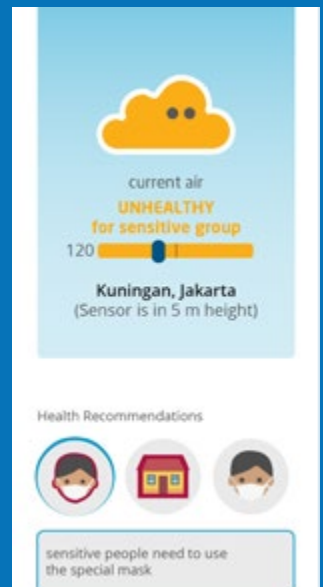 current air
UNHEALTHY
for sensitive group
120
Kuningan, Jakarta
(Sensor is in 5 m height)
Health Recommendations
sensitive people need to use
the special mask